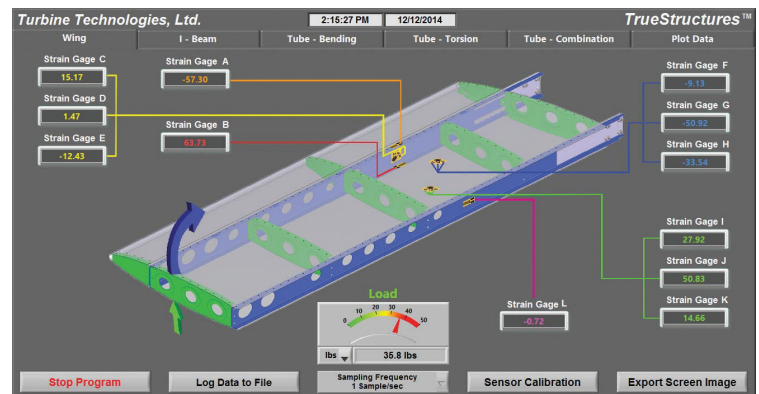 Turbine Technologies, Ltd.
2:15:27 PM
12/12/2014
TrueStructures™
Wing
I - Beam
Tube - Bending
Tube - Torsion
Tube - Combination
Plot Data
Strain Gage C
15.17
Strain Gage D
1.47
Strain Gage E
-12.43
Strain Gage A
-57.30
Strain Gage B
63.73
Strain Gage F
-9.13
Strain Gage G
-50.92
Strain Gage H
-33.54
Strain Gage I
27.92
Strain Gage J
50.83
Strain Gage K
14.66
Strain Gage L
-0.72
Load
0 10 20 30 40 50
lbs
35.8 lbs
Stop Program
Log Data to File
Sampling Frequency
1 Sample/sec
Sensor Calibration
Export Screen Image